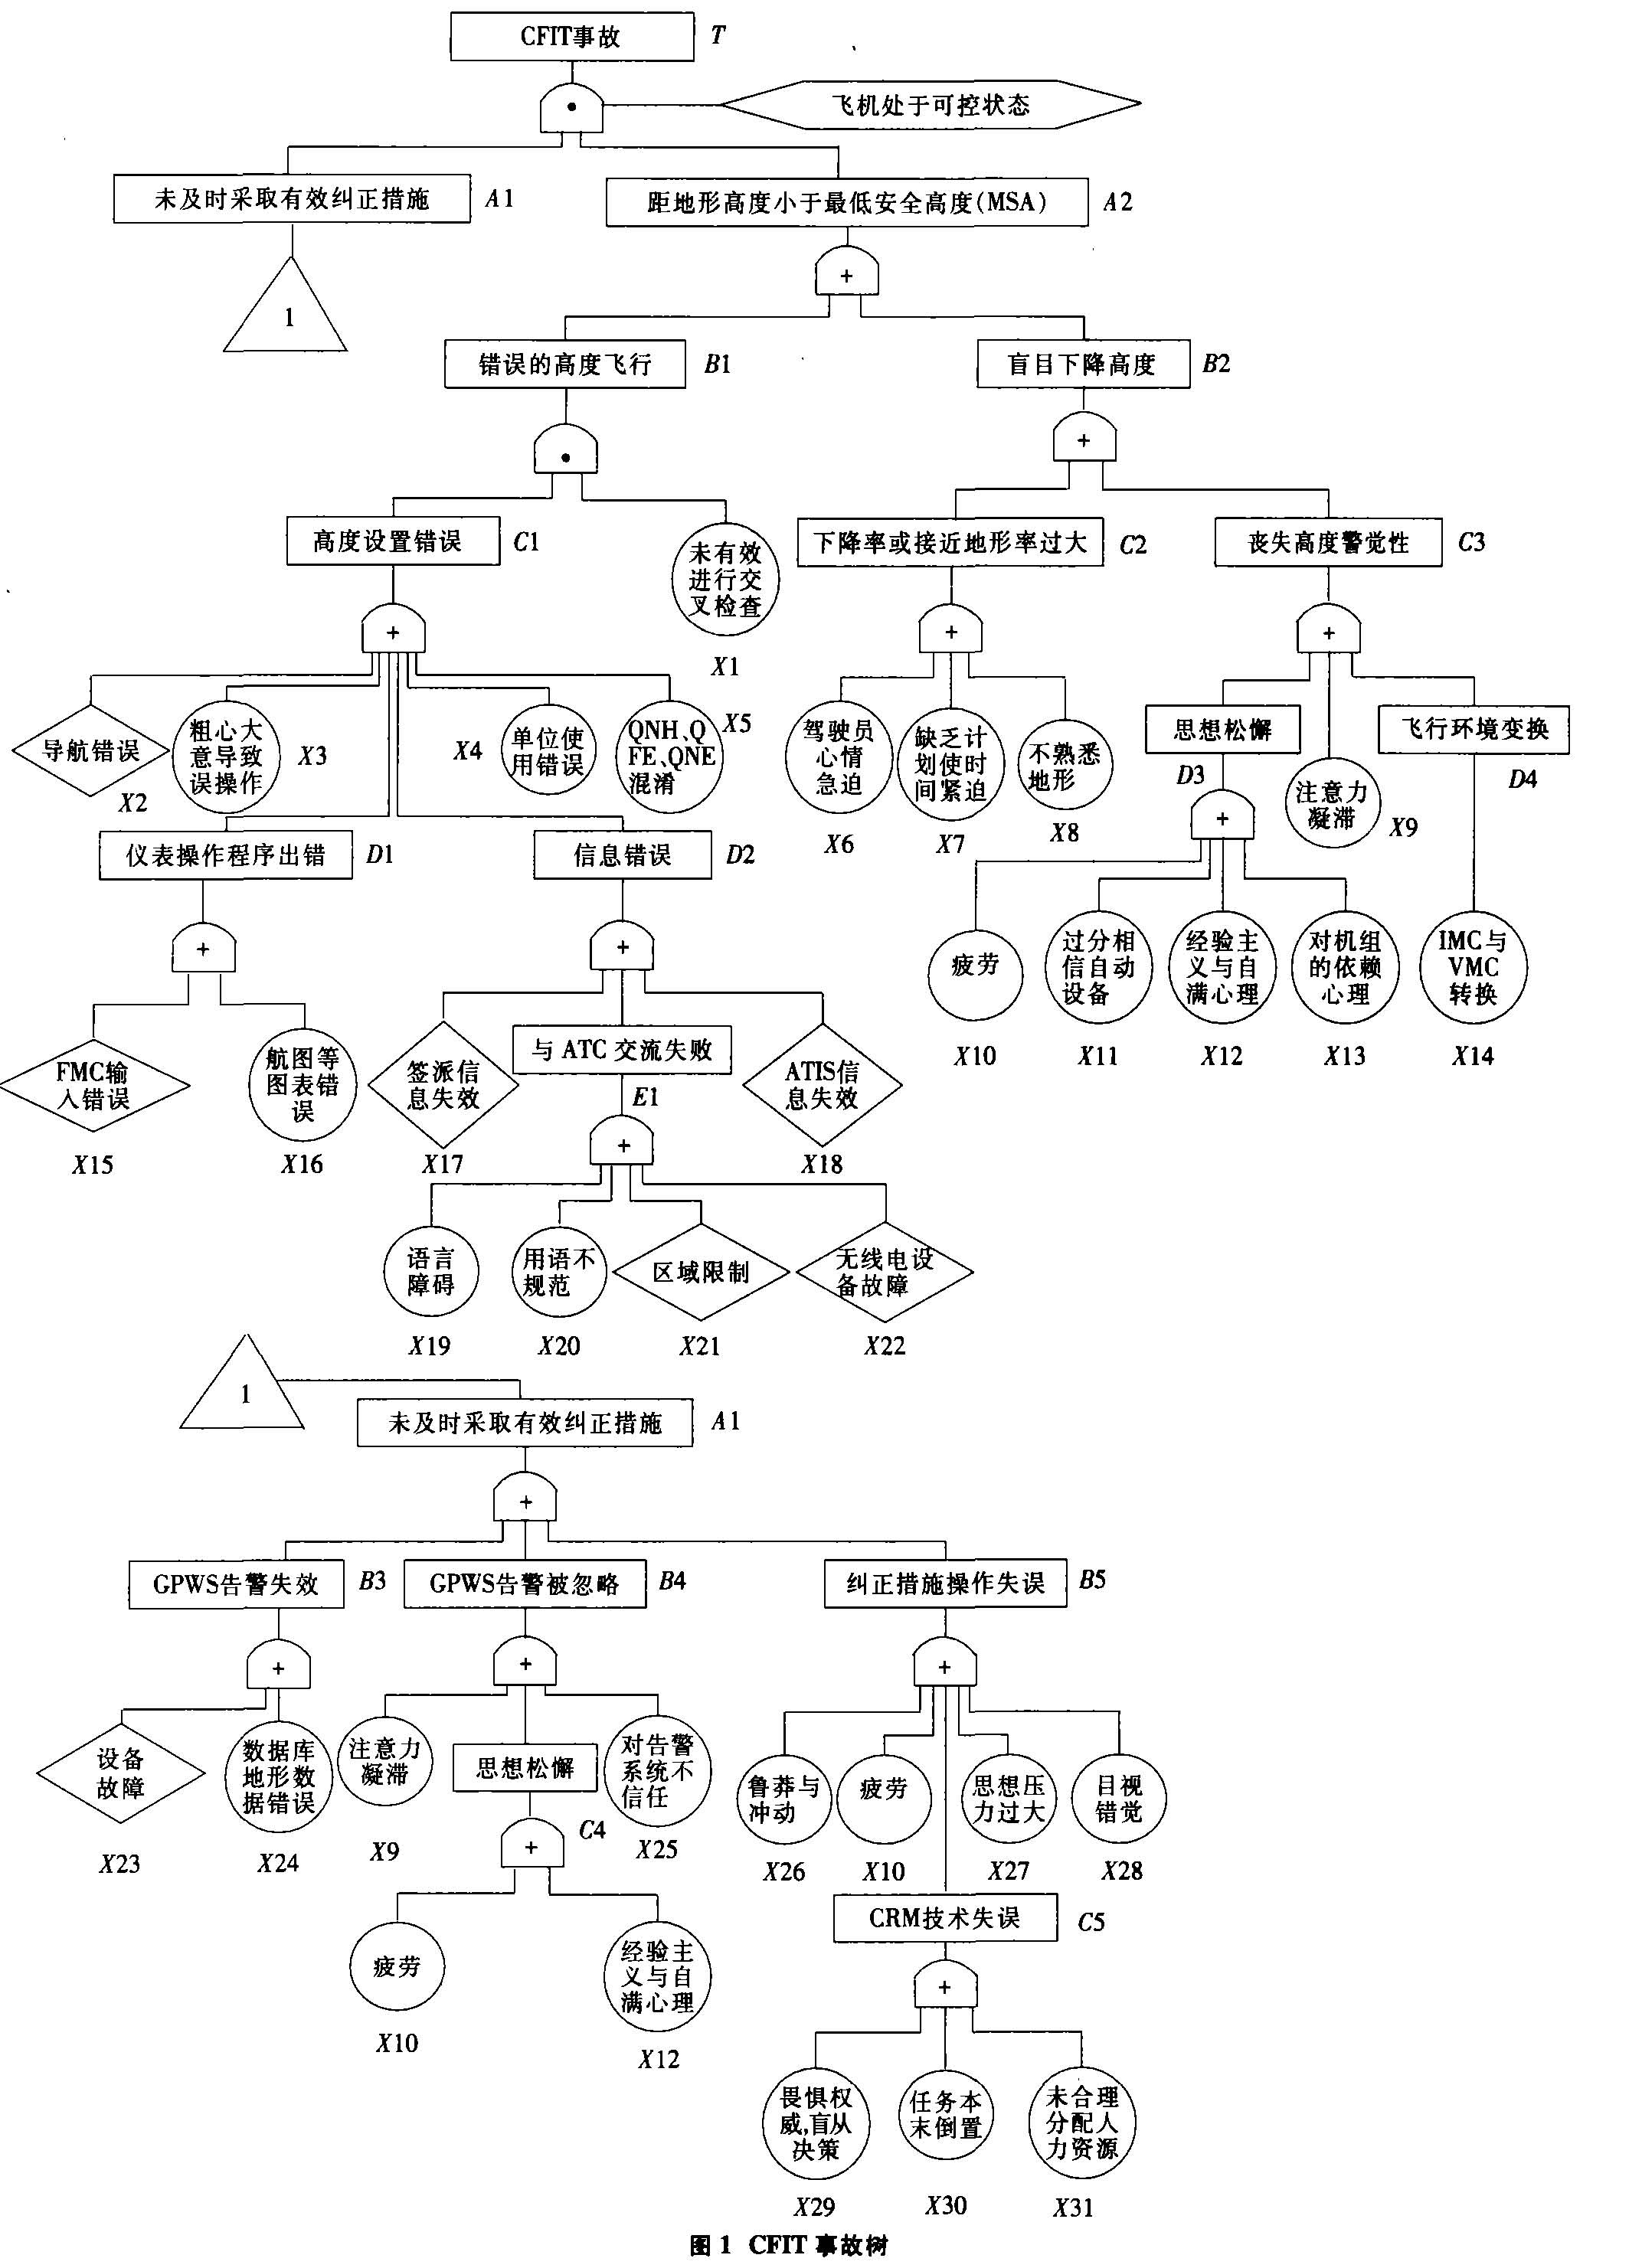 CFIT事故 T
飞机处于可控状态
未及时采取有效纠正措施 A1
距地形高度小于最低安全高度(MSA) A2
1
错误的高度飞行 B1
盲目下降高度 B2
高度设置错误 C1
未有效
进行交
叉检查
X1
下降率或接近地形率过大 C2
丧失高度警觉性 C3
导航错误
X2
粗心大
意导致
误操作
X3
X4
单位使
用错误
QNH、Q
FE、QNE
混淆
X5
驾驶员
心情
急迫
X6
缺乏计
划使时
间紧迫
X7
不熟悉
地形
X8
思想松懈
D3
注意力
凝滞
X9
飞行环境变换
D4
仪表操作程序出错 D1
信息错误 D2
疲劳
X10
过分相
信自动
设备
X11
经验主
义与自
满心理
X12
对机组
的依赖
心理
X13
IMC与
VMC
转换
X14
FMC输
入错误
X15
航图等
图表错
误
X16
签派信
息失效
X17
与 ATC 交流失败
E1
ATIS信
息失效
X18
语言
障碍
X19
用语不
规范
X20
区域限制
X21
无线电设
备故障
X22
1
未及时采取有效纠正措施 A1
GPWS告警失效 B3
GPWS告警被忽略 B4
纠正措施操作失误 B5
设备
故障
X23
数据库
地形数
据错误
X24
注意力
凝滞
X9
思想松懈
C4
对告警
系统不
信任
X25
鲁莽与
冲动
X26
疲劳
X10
思想压
力过大
X27
目视
错觉
X28
疲劳
X10
经验主
义与自
满心理
X12
CRM技术失误 C5
畏惧权
威,盲从
决策
X29
任务本
末倒置
X30
未合理
分配人
力资源
X31
图 1 CFIT 事故树